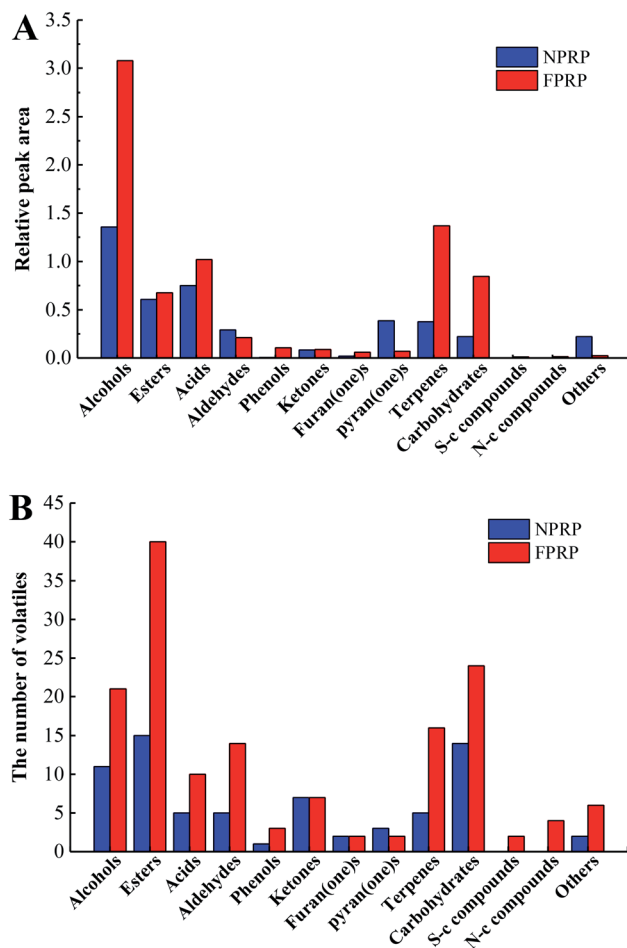 A
3.5
3.0
2.5
2.0
1.5
1.0
0.5
0.0
Relative peak area
NPRP
FPRP
Alcohols
Esters
Acids
Aldehydes
Phenols
Ketones
Furan(one)s
pyran(one)s
Terpenes
Carbohydrates
S-c compounds
N-c compounds
Others
B
45
40
35
30
25
20
15
10
5
0
The number of volatiles
NPRP
FPRP
Alcohols
Esters
Acids
Aldehydes
Phenols
Ketones
Furan(one)s
pyran(one)s
Terpenes
Carbohydrates
S-c compounds
N-c compounds
Others